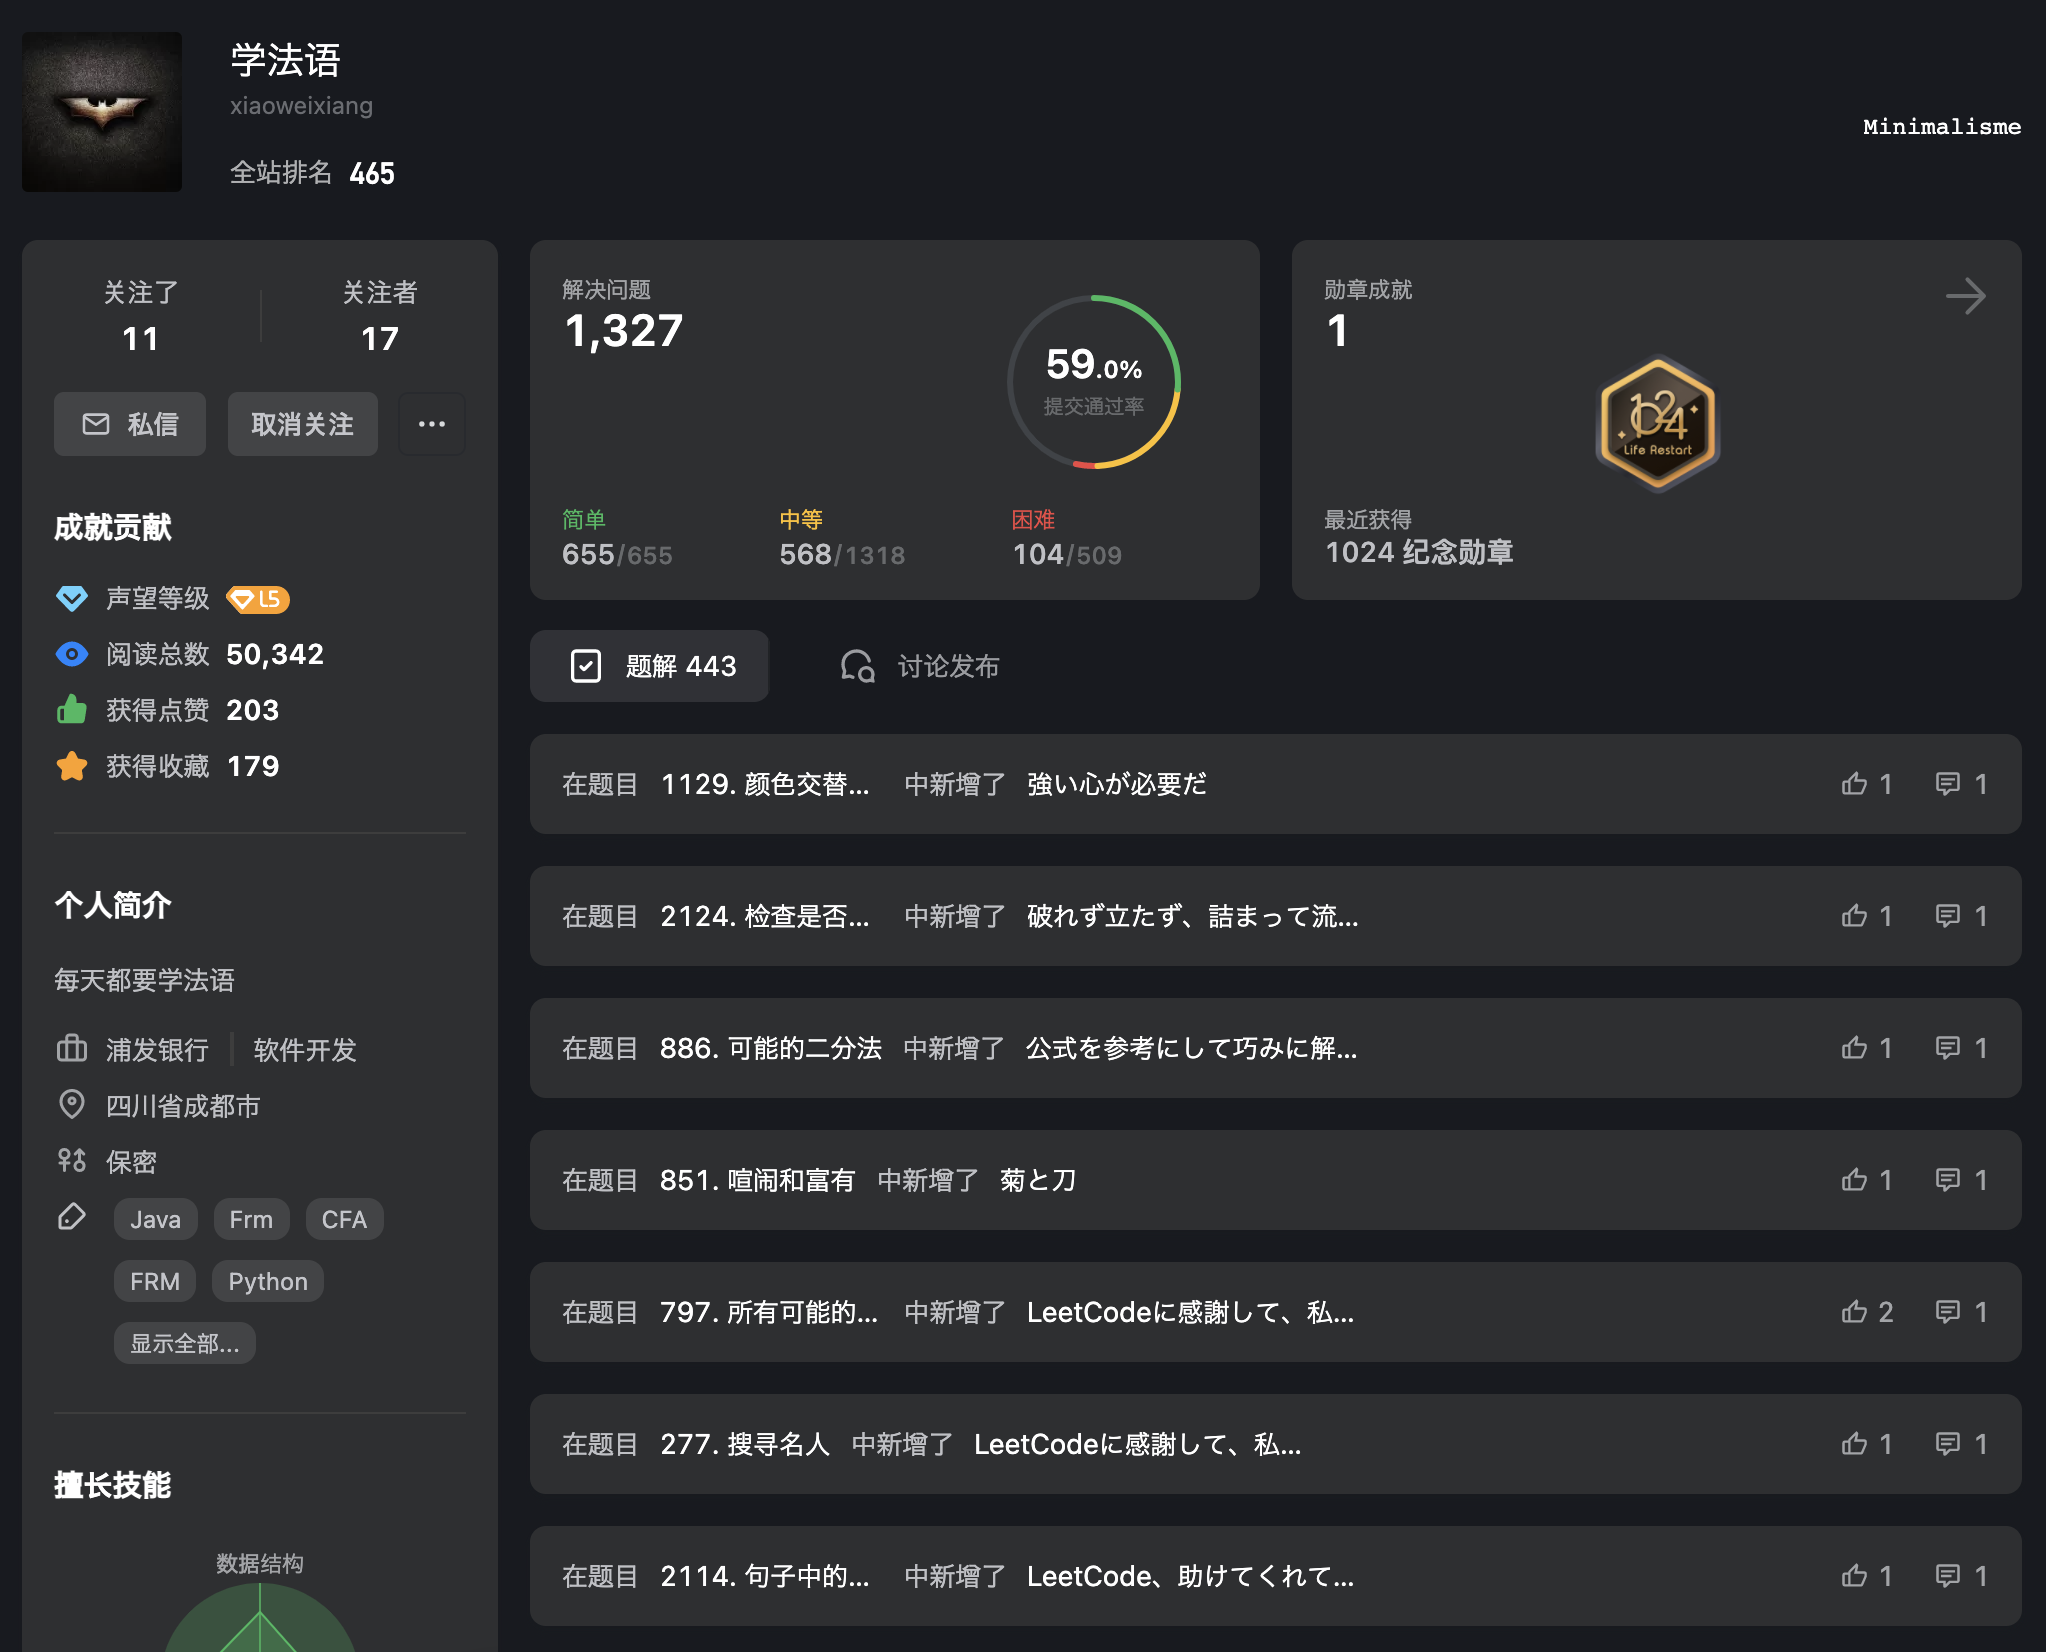 学法语
xiaoweixiang
全站排名 465
Minimalisme
关注了
11
关注者
17
私信
取消关注
成就贡献
声望等级 L5
阅读总数 50,342
获得点赞 203
获得收藏 179
个人简介
每天都要学法语
浦发银行 软件开发
四川省成都市
保密
Java Frm CFA
FRM Python
显示全部...
擅长技能
数据结构
解决问题
1,327
59.0%
提交通过率
简单
655/655
中等
568/1318
困难
104/509
勋章成就
1
1024
Life Restart
最近获得
1024 纪念勋章
题解 443
讨论发布
在题目 1129. 颜色交替... 中新增了 強い心が必要だ 1 1
在题目 2124. 检查是否... 中新增了 破れず立たず、詰まって流... 1 1
在题目 886. 可能的二分法 中新增了 公式を参考にして巧みに解... 1 1
在题目 851. 喧闹和富有 中新增了 菊と刀 1 1
在题目 797. 所有可能的... 中新增了 LeetCodeに感謝して、私... 2 1
在题目 277. 搜寻名人 中新增了 LeetCodeに感謝して、私... 1 1
在题目 2114. 句子中的... 中新增了 LeetCode、助けてくれて... 1 1